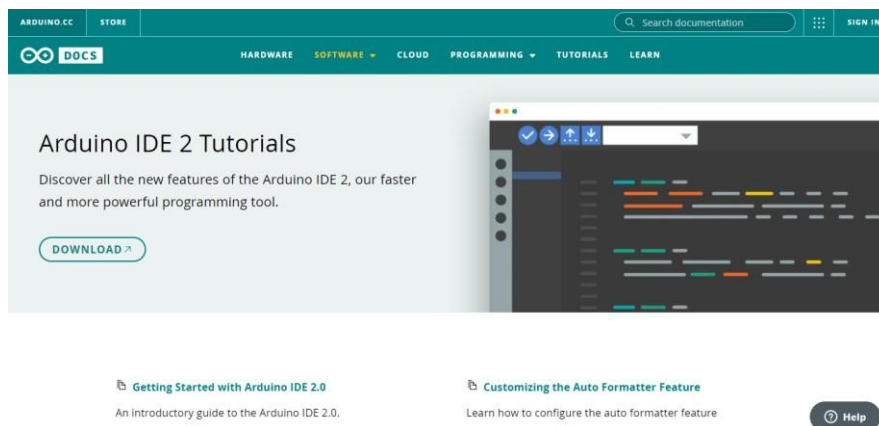 ARDUINO.CC STORE Search documentation SIGN IN
DOCS HARDWARE SOFTWARE CLOUD PROGRAMMING TUTORIALS LEARN
Arduino IDE 2 Tutorials
Discover all the new features of the Arduino IDE 2, our faster
and more powerful programming tool.
DOWNLOAD
Getting Started with Arduino IDE 2.0
An introductory guide to the Arduino IDE 2.0.
Customizing the Auto Formatter Feature
Learn how to configure the auto formatter feature
Help